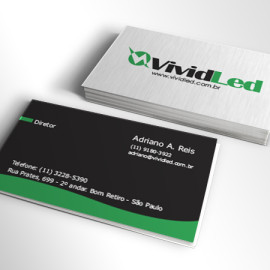 VividLed
www.vividled.com.br
Diretor
Adriano A. Reis
(11) 9180-3922
adriano@vividled.com.br
Telefone: (11) 3228-5390
Rua Prates, 699 - 2º andar. Bom Retiro - São Paulo